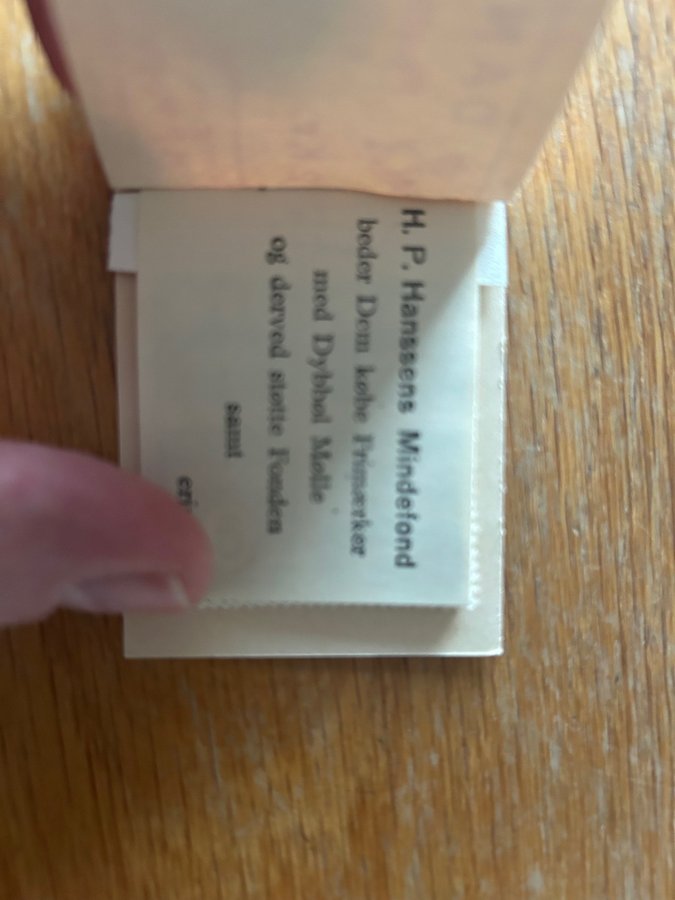 H. P. Hanssens Mindefond
beder Dem købe Frimærker
med Dybbøl Mølle
og derved støtte Fonden
samt